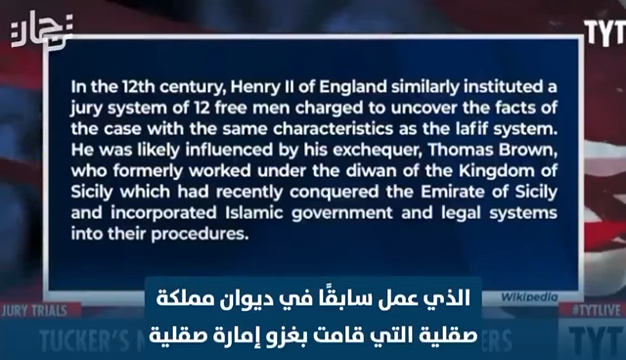 ترجمان
TYT
In the 12th century, Henry II of England similarly instituted a
jury system of 12 free men charged to uncover the facts of
the case with the same characteristics as the lafif system.
He was likely influenced by his exchequer, Thomas Brown,
who formerly worked under the diwan of the Kingdom of
Sicily which had recently conquered the Emirate of Sicily
and incorporated Islamic government and legal systems
into their procedures.
Wikipedia
الذي عمل سابقًا في ديوان مملكة
صقلية التي قامت بغزو إمارة صقلية
JURY TRIALS
#TYTLIVE
TUCKER'S